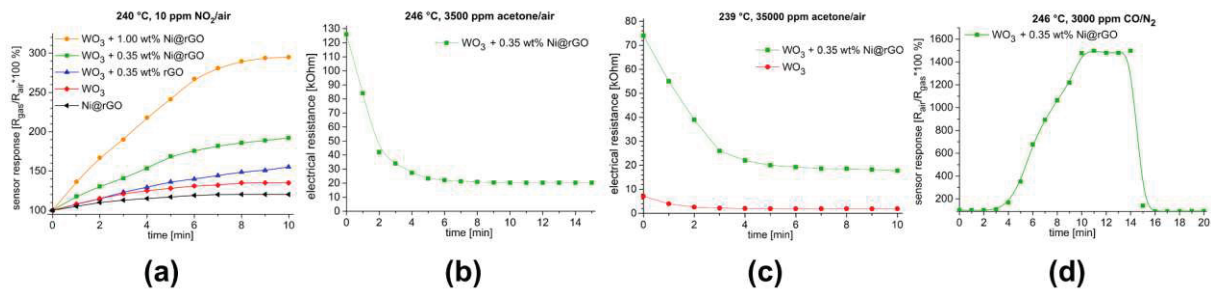 240 °C, 10 ppm NO₂/air
WO₃ + 1.00 wt% Ni@rGO
WO₃ + 0.35 wt% Ni@rGO
WO₃ + 0.35 wt% rGO
WO₃
Ni@rGO
300
250
200
150
100
sensor response [R_gas/R_air*100 %]
0 2 4 6 8 10
time [min]
(a)
246 °C, 3500 ppm acetone/air
WO₃ + 0.35 wt% Ni@rGO
130
120
110
100
90
80
70
60
50
40
30
20
10
0
electrical resistance [kOhm]
0 2 4 6 8 10 12 14
time [min]
(b)
239 °C, 35000 ppm acetone/air
WO₃ + 0.35 wt% Ni@rGO
WO₃
80
70
60
50
40
30
20
10
0
electrical resistance [kOhm]
0 2 4 6 8 10
time [min]
(c)
246 °C, 3000 ppm CO/N₂
WO₃ + 0.35 wt% Ni@rGO
1600
1400
1200
1000
800
600
400
200
sensor response [R_air/R_gas*100 %]
0 2 4 6 8 10 12 14 16 18 20
time [min]
(d)